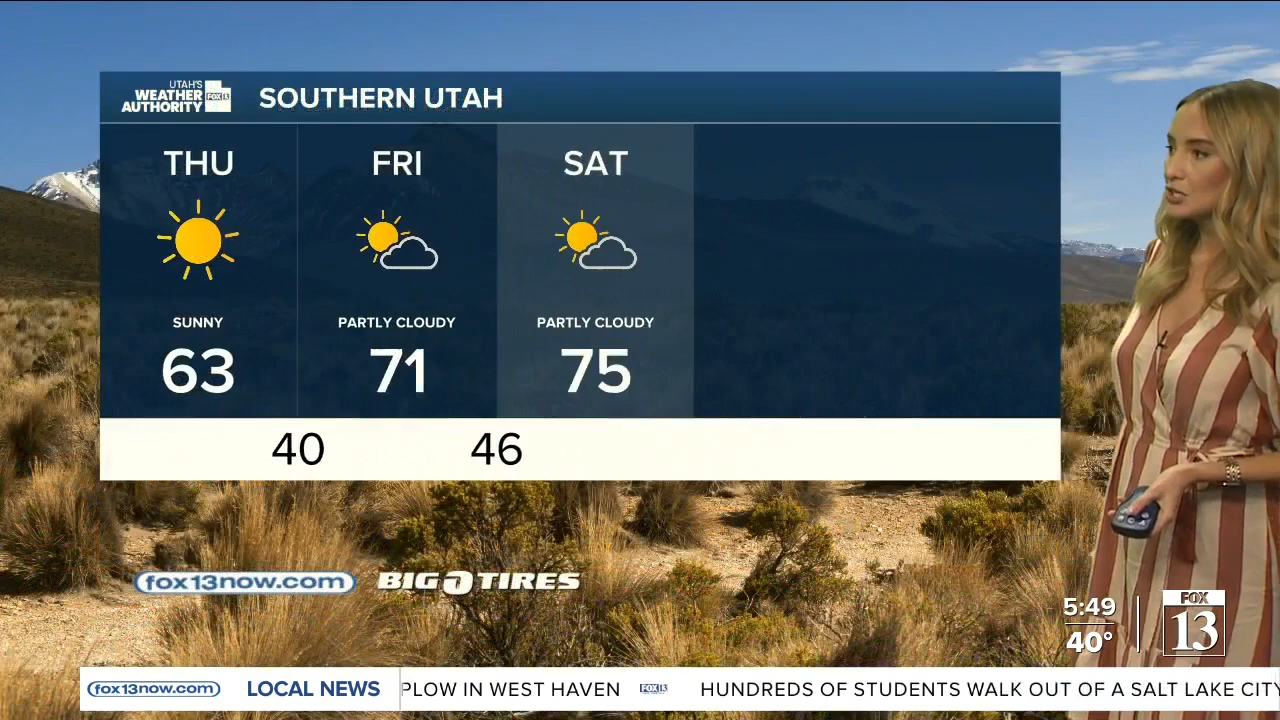 UTAH'S
WEATHER
AUTHORITY
FOX 13
SOUTHERN UTAH
THU
FRI
SAT
SUNNY
PARTLY CLOUDY
PARTLY CLOUDY
63
71
75
40
46
fox13now.com
BIG O TIRES
5:49
40°
FOX
13
fox13now.com
LOCAL NEWS
PLOW IN WEST HAVEN
FOX 13
HUNDREDS OF STUDENTS WALK OUT OF A SALT LAKE CITY